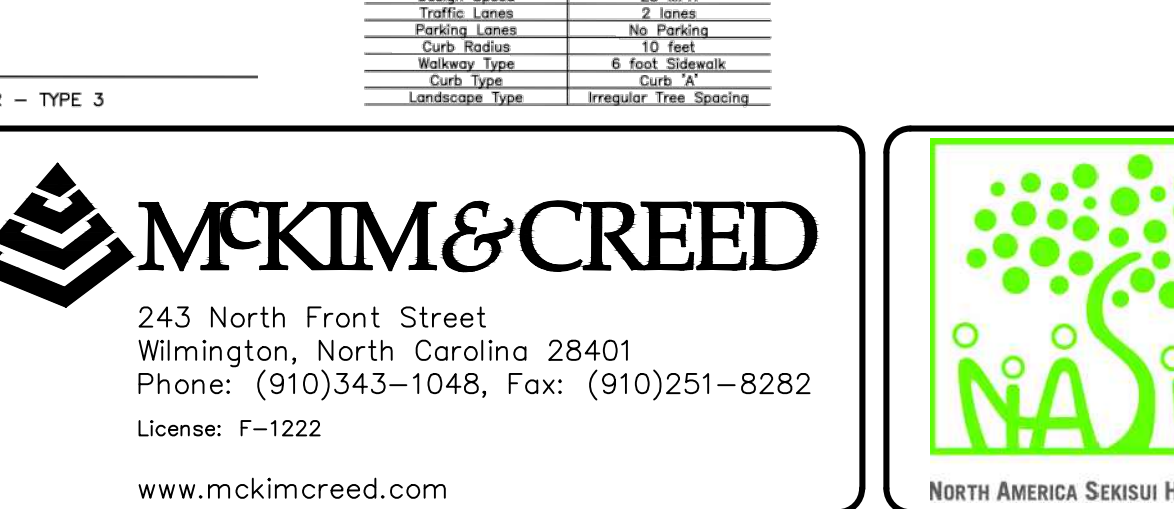 Traffic Lanes 2 lanes
Parking Lanes No Parking
Curb Radius 10 feet
Walkway Type 6 foot Sidewalk
Curb Type Curb 'A'
Landscape Type Irregular Tree Spacing
– TYPE 3
McKIM & CREED
243 North Front Street
Wilmington, North Carolina 28401
Phone: (910)343–1048, Fax: (910)251–8282
License: F–1222
www.mckimcreed.com
NAS
NORTH AMERICA SEKISUI